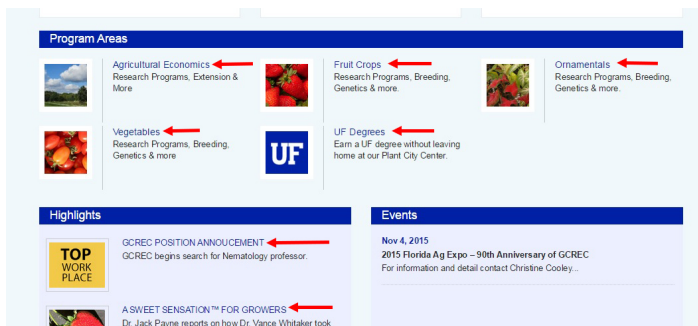 Program Areas
Agricultural Economics
Research Programs, Extension &
More
Fruit Crops
Research Programs, Breeding,
Genetics & more.
Ornamentals
Research Programs, Breeding,
Genetics & more.
Vegetables
Research Programs, Breeding,
Genetics & more
UF
UF Degrees
Earn a UF degree without leaving
home at our Plant City Center.
Highlights
TOP
WORK
PLACE
GCREC POSITION ANNOUCEMENT
GCREC begins search for Nematology professor.
A SWEET SENSATION™ FOR GROWERS
Dr. Jack Payne reports on how Dr. Vance Whitaker took
Events
Nov 4, 2015
2015 Florida Ag Expo – 90th Anniversary of GCREC
For information and detail contact Christine Cooley...